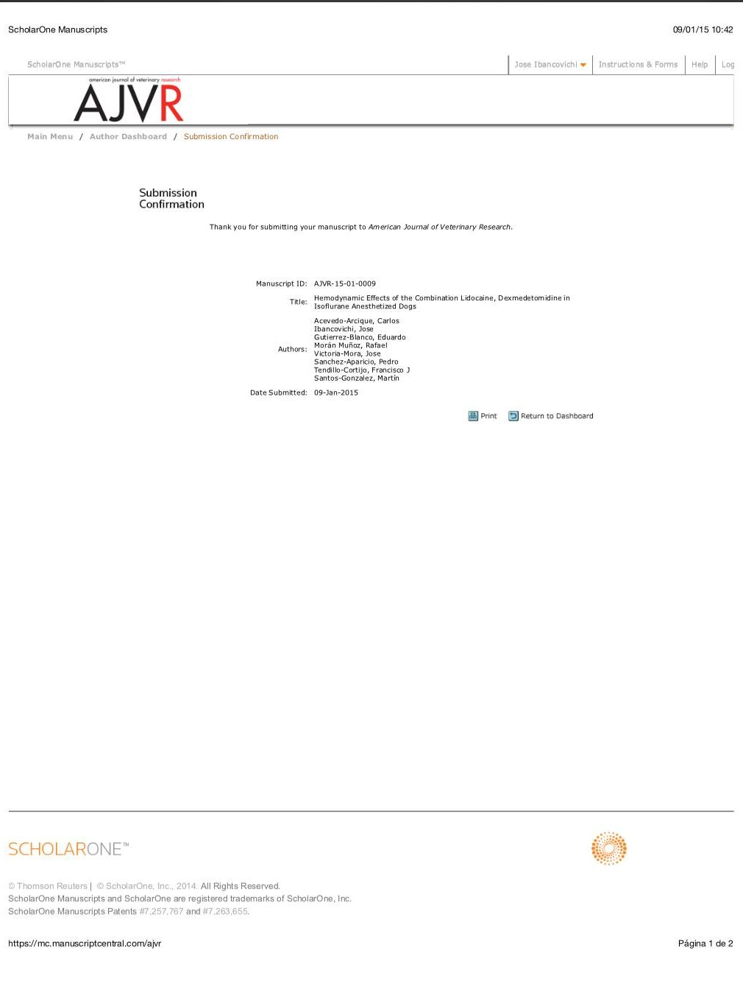 ScholarOne Manuscripts 09/01/15 10:42
ScholarOne Manuscripts™ Jose Ibancovichi Instructions & Forms Help Log
american journal of veterinary research
AJVR
Main Menu / Author Dashboard / Submission Confirmation
Submission
Confirmation
Thank you for submitting your manuscript to American Journal of Veterinary Research.
Manuscript ID: AJVR-15-01-0009
Title: Hemodynamic Effects of the Combination Lidocaine, Dexmedetomidine in
Isoflurane Anesthetized Dogs
Authors: Acevedo-Arcique, Carlos
Ibancovichi, Jose
Gutierrez-Blanco, Eduardo
Morán Muñoz, Rafael
Victoria-Mora, Jose
Sanchez-Aparicio, Pedro
Tendillo-Cortijo, Francisco J
Santos-Gonzalez, Martín
Date Submitted: 09-Jan-2015
Print Return to Dashboard
SCHOLARONE™
© Thomson Reuters | © ScholarOne, Inc., 2014. All Rights Reserved.
ScholarOne Manuscripts and ScholarOne are registered trademarks of ScholarOne, Inc.
ScholarOne Manuscripts Patents #7,257,767 and #7,263,655.
https://mc.manuscriptcentral.com/ajvr Página 1 de 2